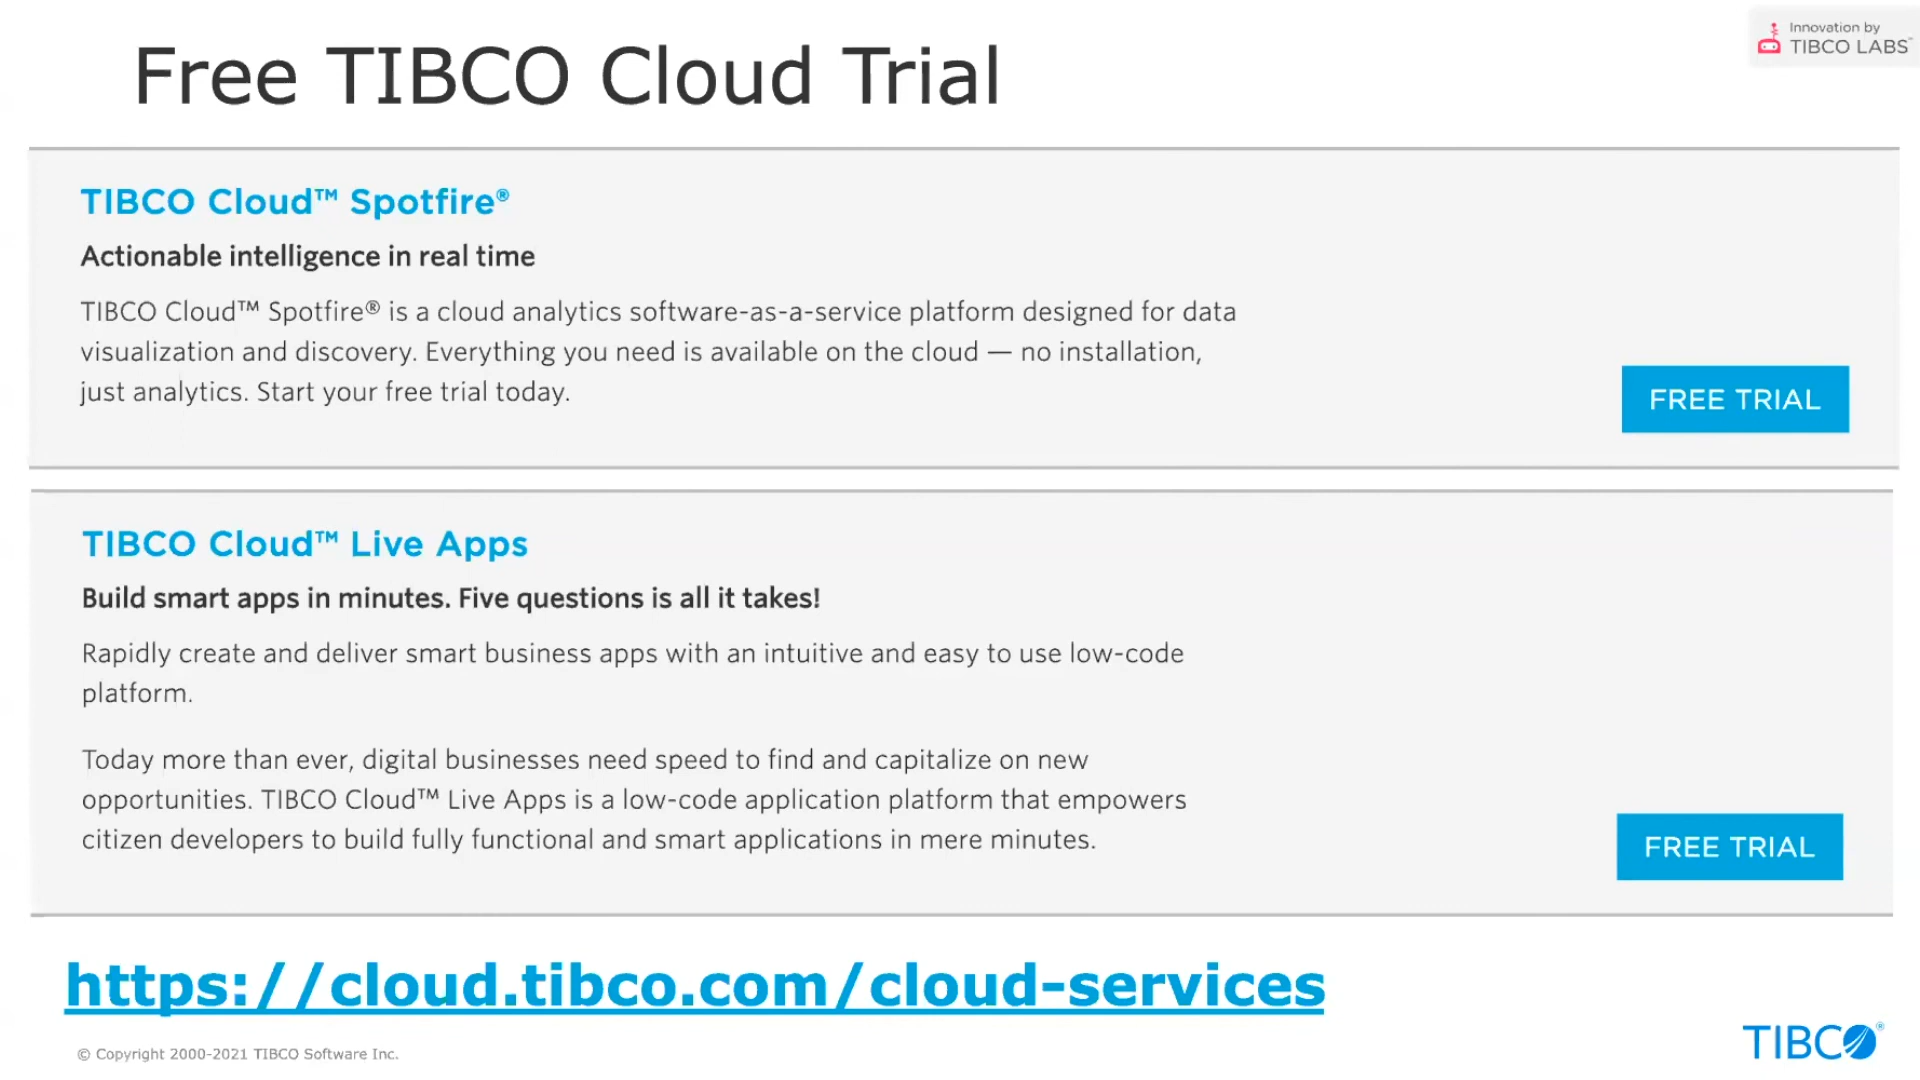 Innovation by
TIBCO LABS™
Free TIBCO Cloud Trial
TIBCO Cloud™ Spotfire®
Actionable intelligence in real time
TIBCO Cloud™ Spotfire® is a cloud analytics software-as-a-service platform designed for data
visualization and discovery. Everything you need is available on the cloud — no installation,
just analytics. Start your free trial today.
FREE TRIAL
TIBCO Cloud™ Live Apps
Build smart apps in minutes. Five questions is all it takes!
Rapidly create and deliver smart business apps with an intuitive and easy to use low-code
platform.
Today more than ever, digital businesses need speed to find and capitalize on new
opportunities. TIBCO Cloud™ Live Apps is a low-code application platform that empowers
citizen developers to build fully functional and smart applications in mere minutes.
FREE TRIAL
https://cloud.tibco.com/cloud-services
© Copyright 2000-2021 TIBCO Software Inc.
TIBCO®